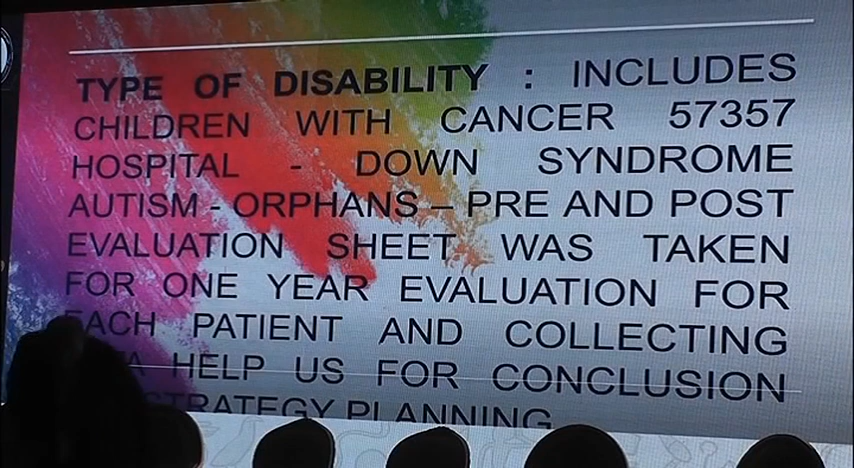 TYPE OF DISABILITY : INCLUDES
CHILDREN WITH CANCER 57357
HOSPITAL - DOWN SYNDROME
AUTISM - ORPHANS – PRE AND POST
EVALUATION SHEET WAS TAKEN
FOR ONE YEAR EVALUATION FOR
EACH PATIENT AND COLLECTING
HELP US FOR CONCLUSION
STRATEGY PLANNING